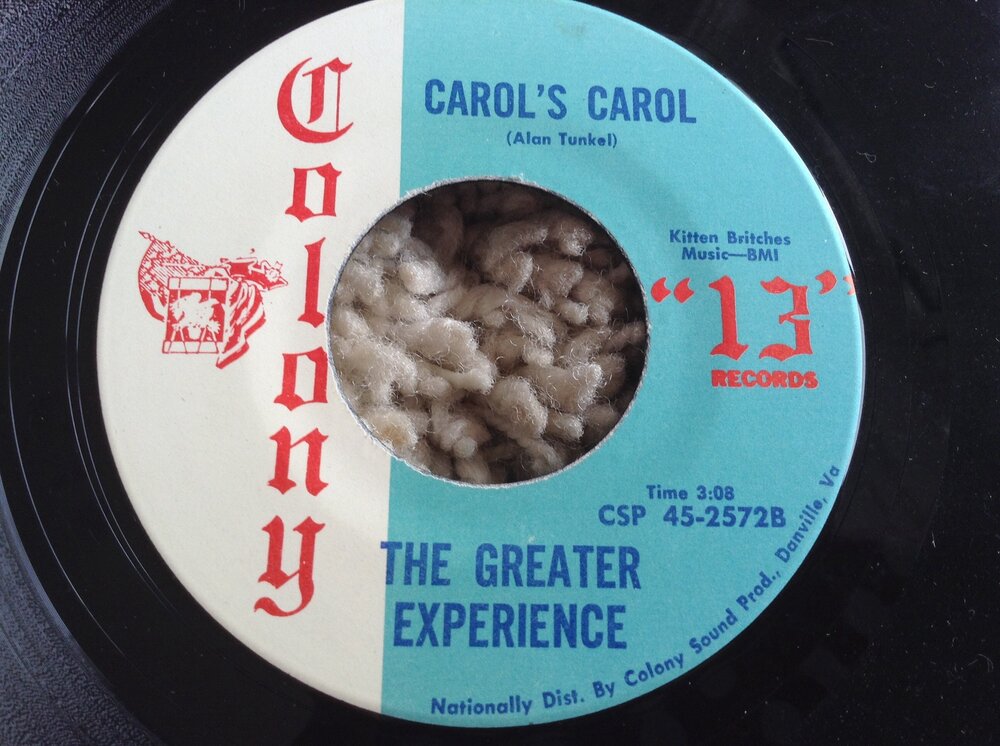 Colony
CAROL'S CAROL
(Alan Tunkel)
Kitten Britches
Music—BMI
"13"
RECORDS
Time 3:08
CSP 45-2572B
THE GREATER
EXPERIENCE
Nationally Dist. By Colony Sound Prod., Danville, Va